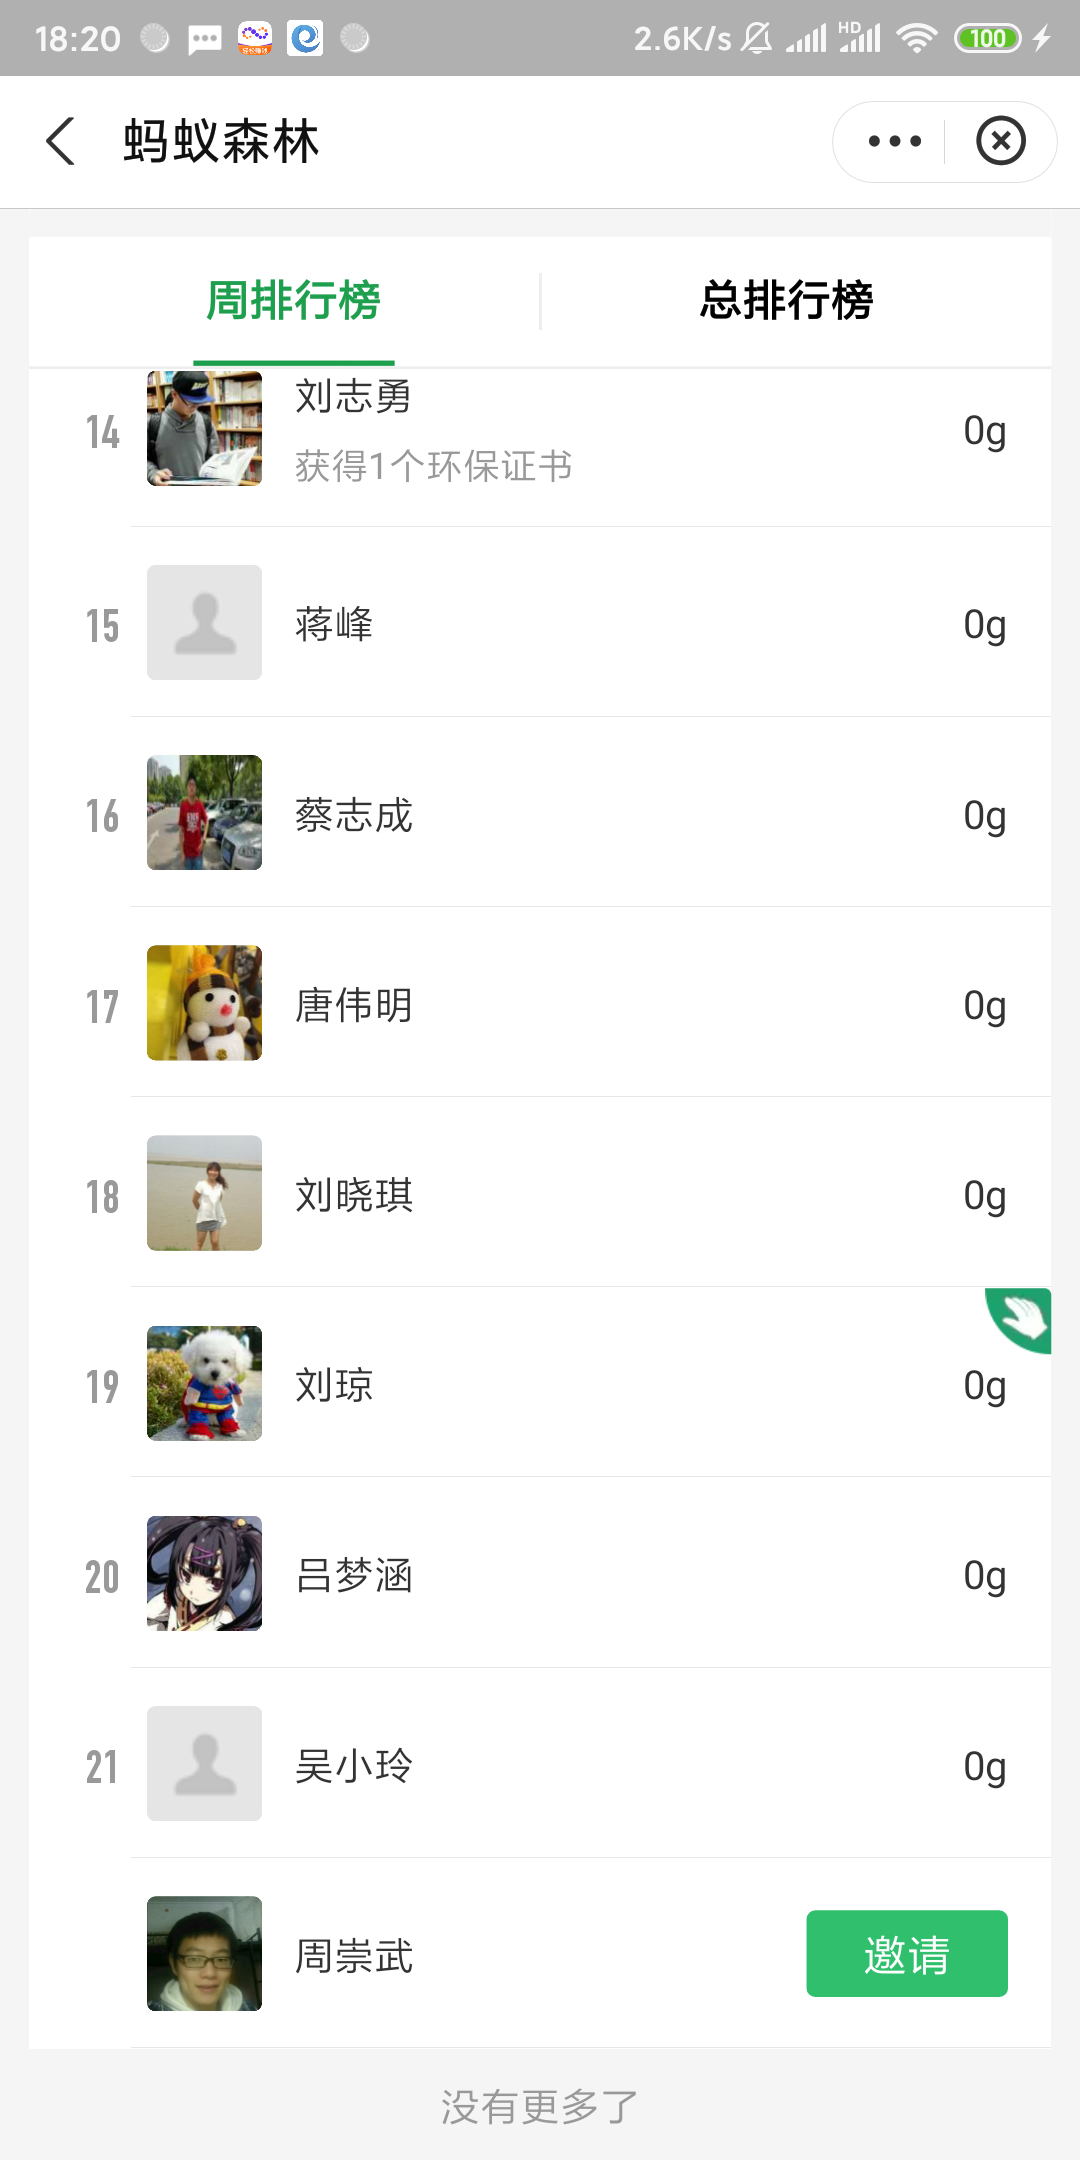 18:20
2.6K/s
HD
100
蚂蚁森林
周排行榜
总排行榜
14
刘志勇
获得1个环保证书
0g
15
蒋峰
0g
16
蔡志成
0g
17
唐伟明
0g
18
刘晓琪
0g
19
刘琼
0g
20
吕梦涵
0g
21
吴小玲
0g
周崇武
邀请
没有更多了